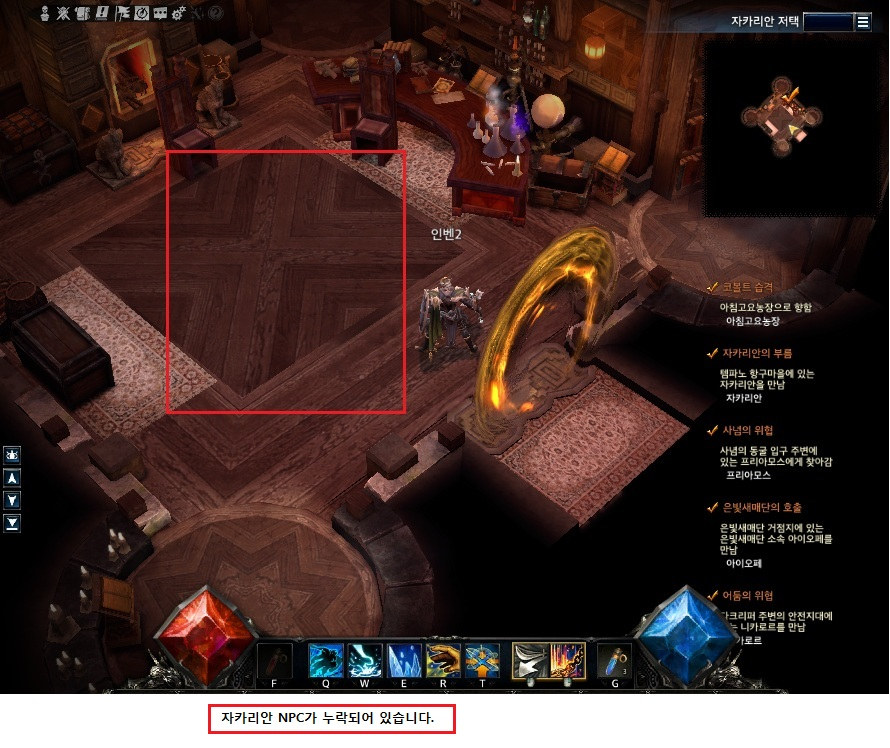 자카리안 저택
인벤2
코볼트 습격
아침고요농장으로 향함
아침고요농장
자카리안의 부름
템파노 항구마을에 있는
자카리안을 만남
자카리안
사념의 위협
사념의 동굴 입구 주변에
있는 프리아모스에게 찾아감
프리아모스
은빛새매단의 호출
은빛새매단 거점지에 있는
은빛새매단 소속 아이오페를
만남
아이오페
어둠의 위협
크리퍼 주변의 안전지대에
니카로르를 만남
F Q W E R T G
3
자카리안 NPC가 누락되어 있습니다.